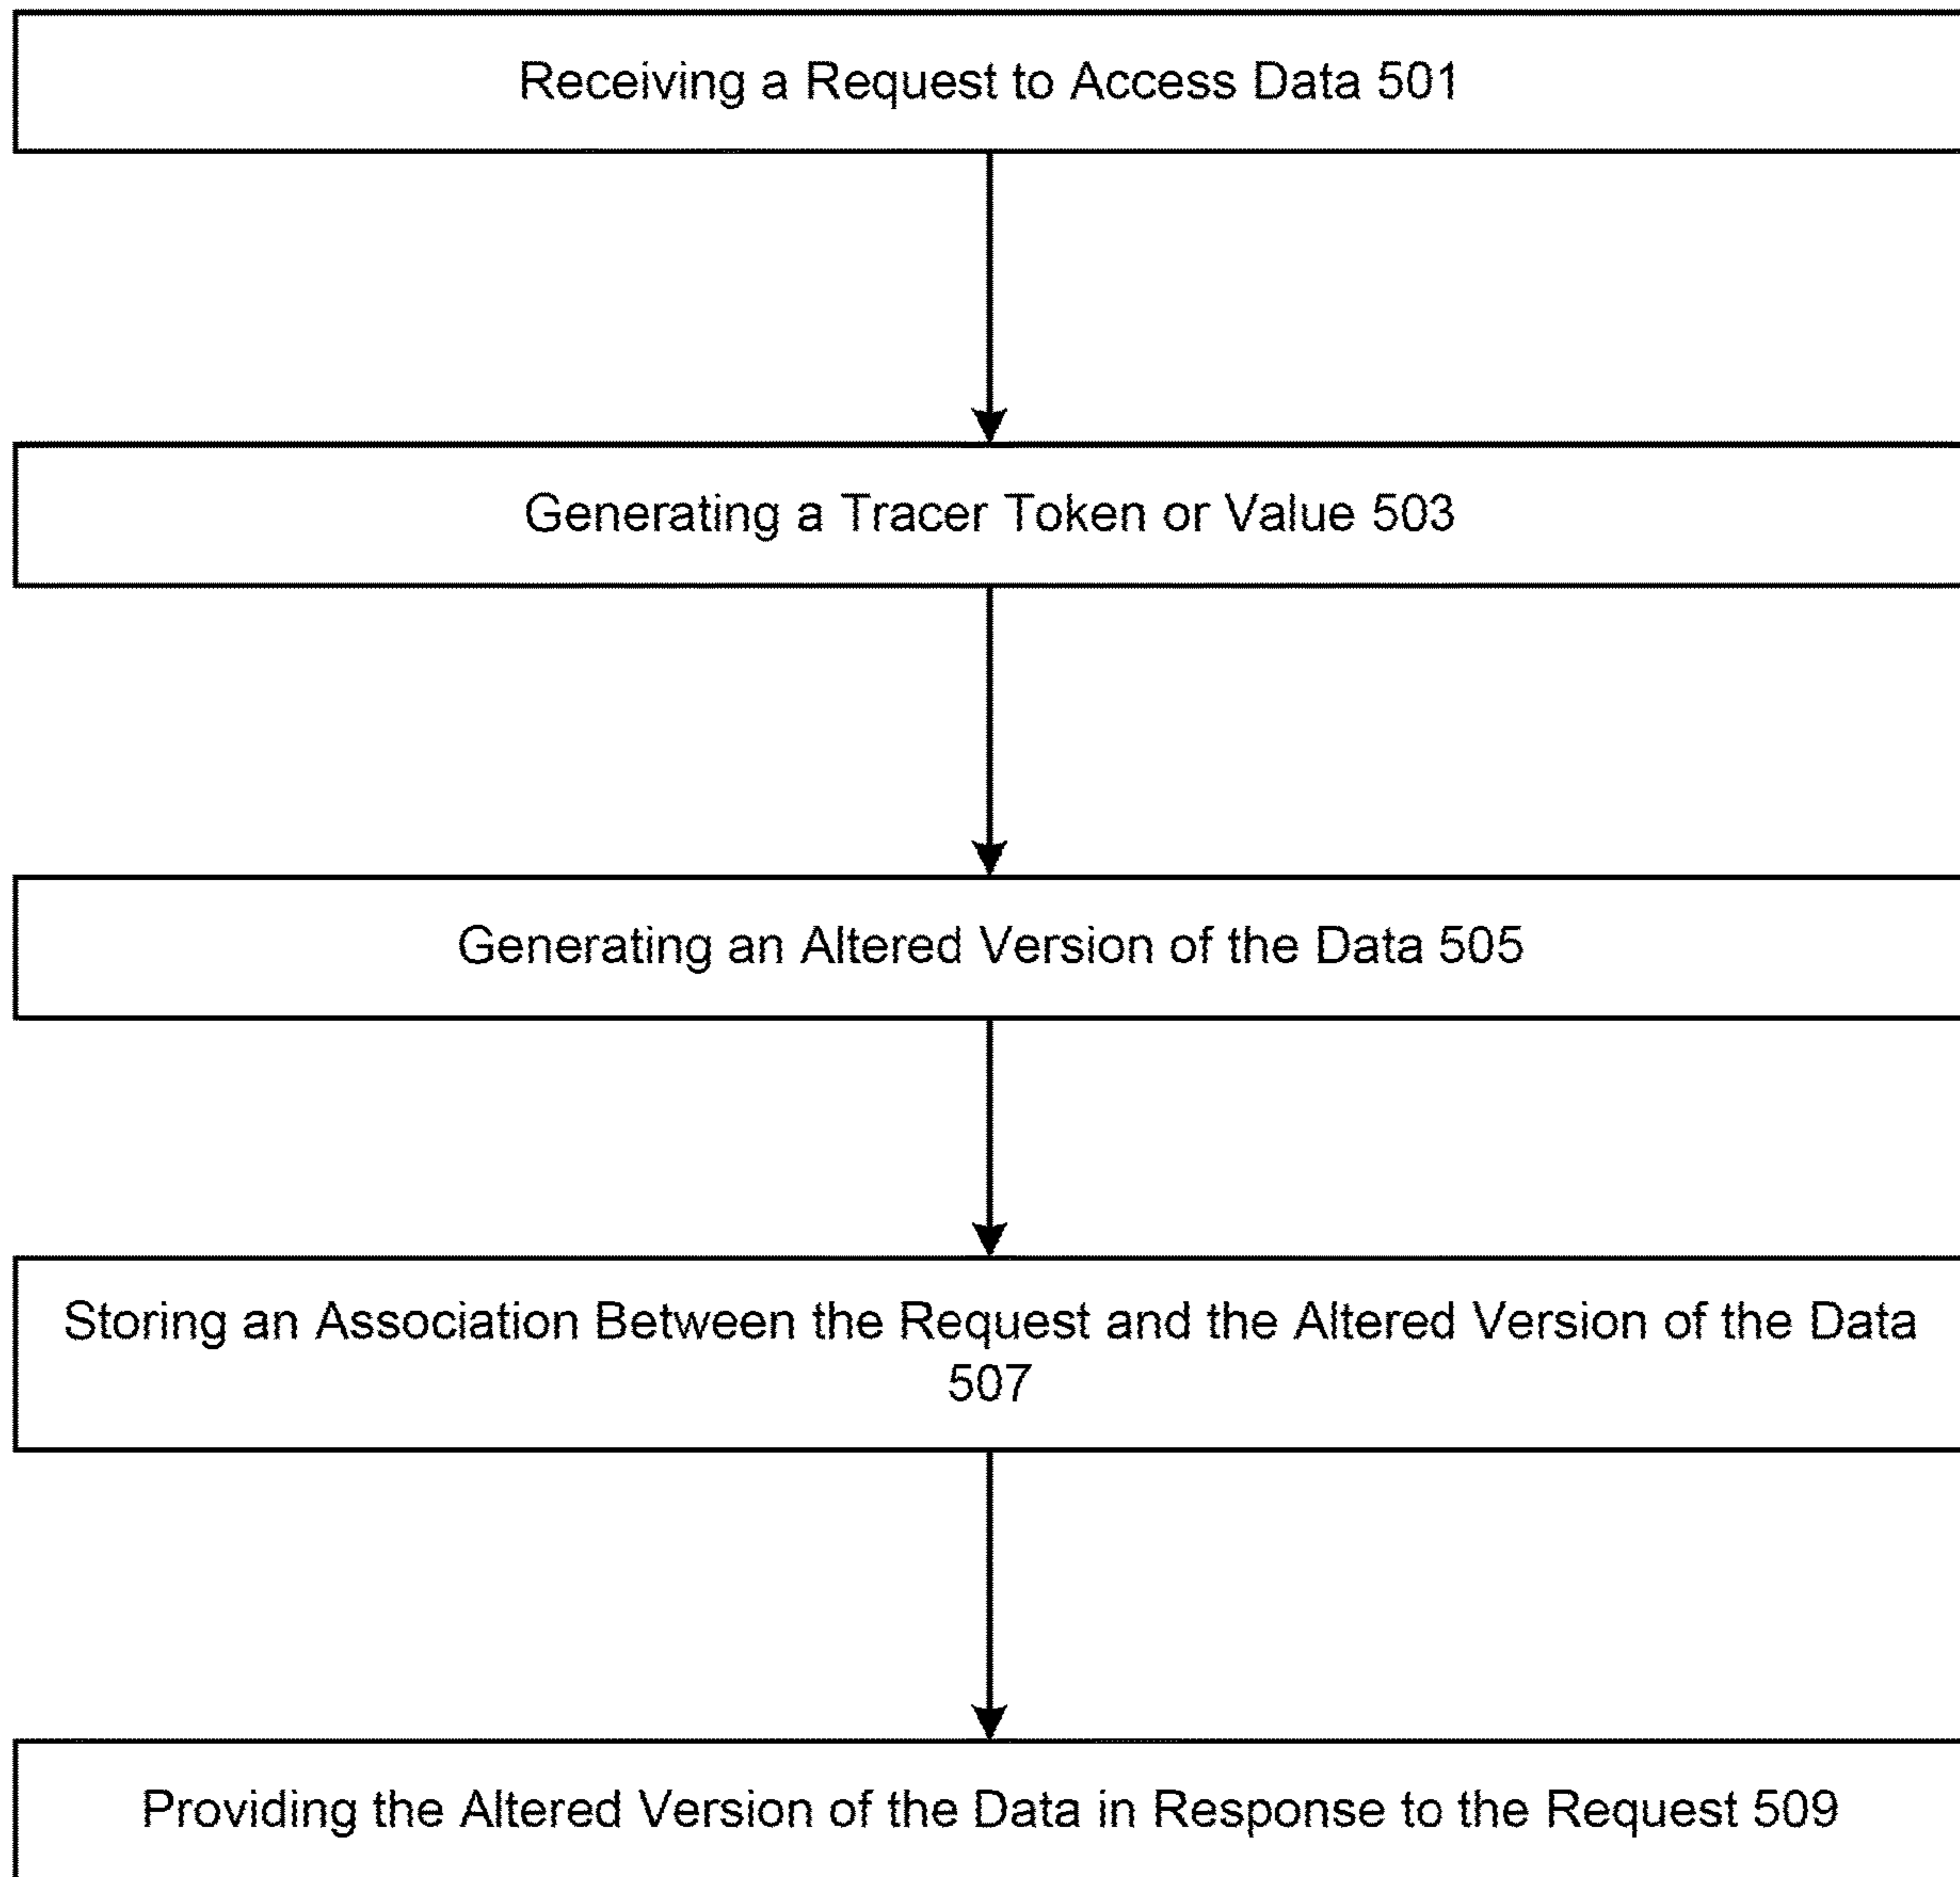 Receiving a Request to Access Data 501
Generating a Tracer Token or Value 503
Generating an Altered Version of the Data 505
Storing an Association Between the Request and the Altered Version of the Data
507
Providing the Altered Version of the Data in Response to the Request 509